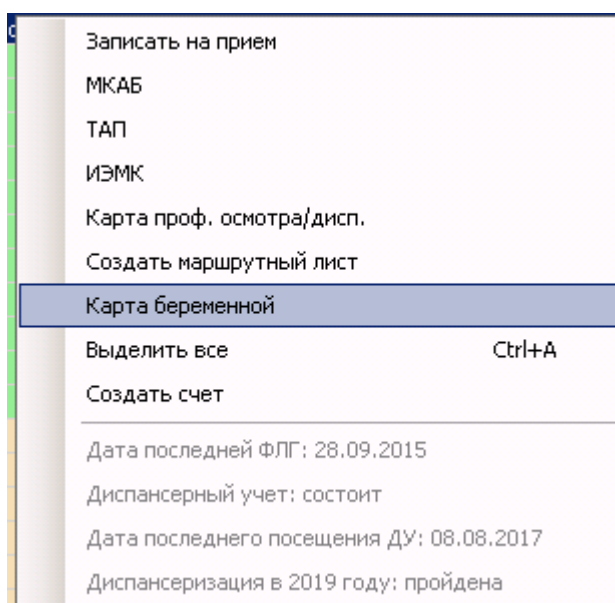 Записать на прием
МКАБ
ТАП
ИЭМК
Карта проф. осмотра/дисп.
Создать маршрутный лист
Карта беременной
Выделить все Ctrl+A
Создать счет
Дата последней ФЛГ: 28.09.2015
Диспансерный учет: состоит
Дата последнего посещения ДУ: 08.08.2017
Диспансеризация в 2019 году: пройдена